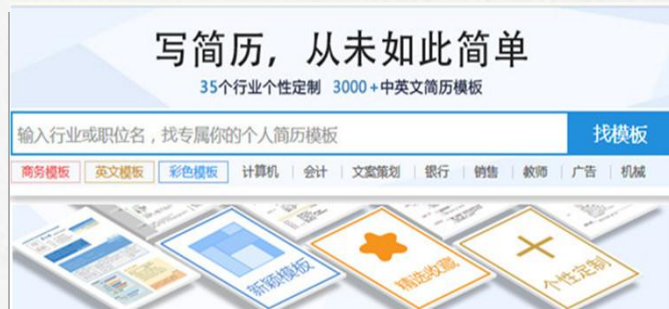 写简历，从未如此简单
35个行业个性定制 3000+中英文简历模板
输入行业或职位名，找专属你的个人简历模板 找模板
商务模板 英文模板 彩色模板 计算机 会计 文案策划 银行 销售 教师 广告 机械
新颖模板 精选收藏 个性定制